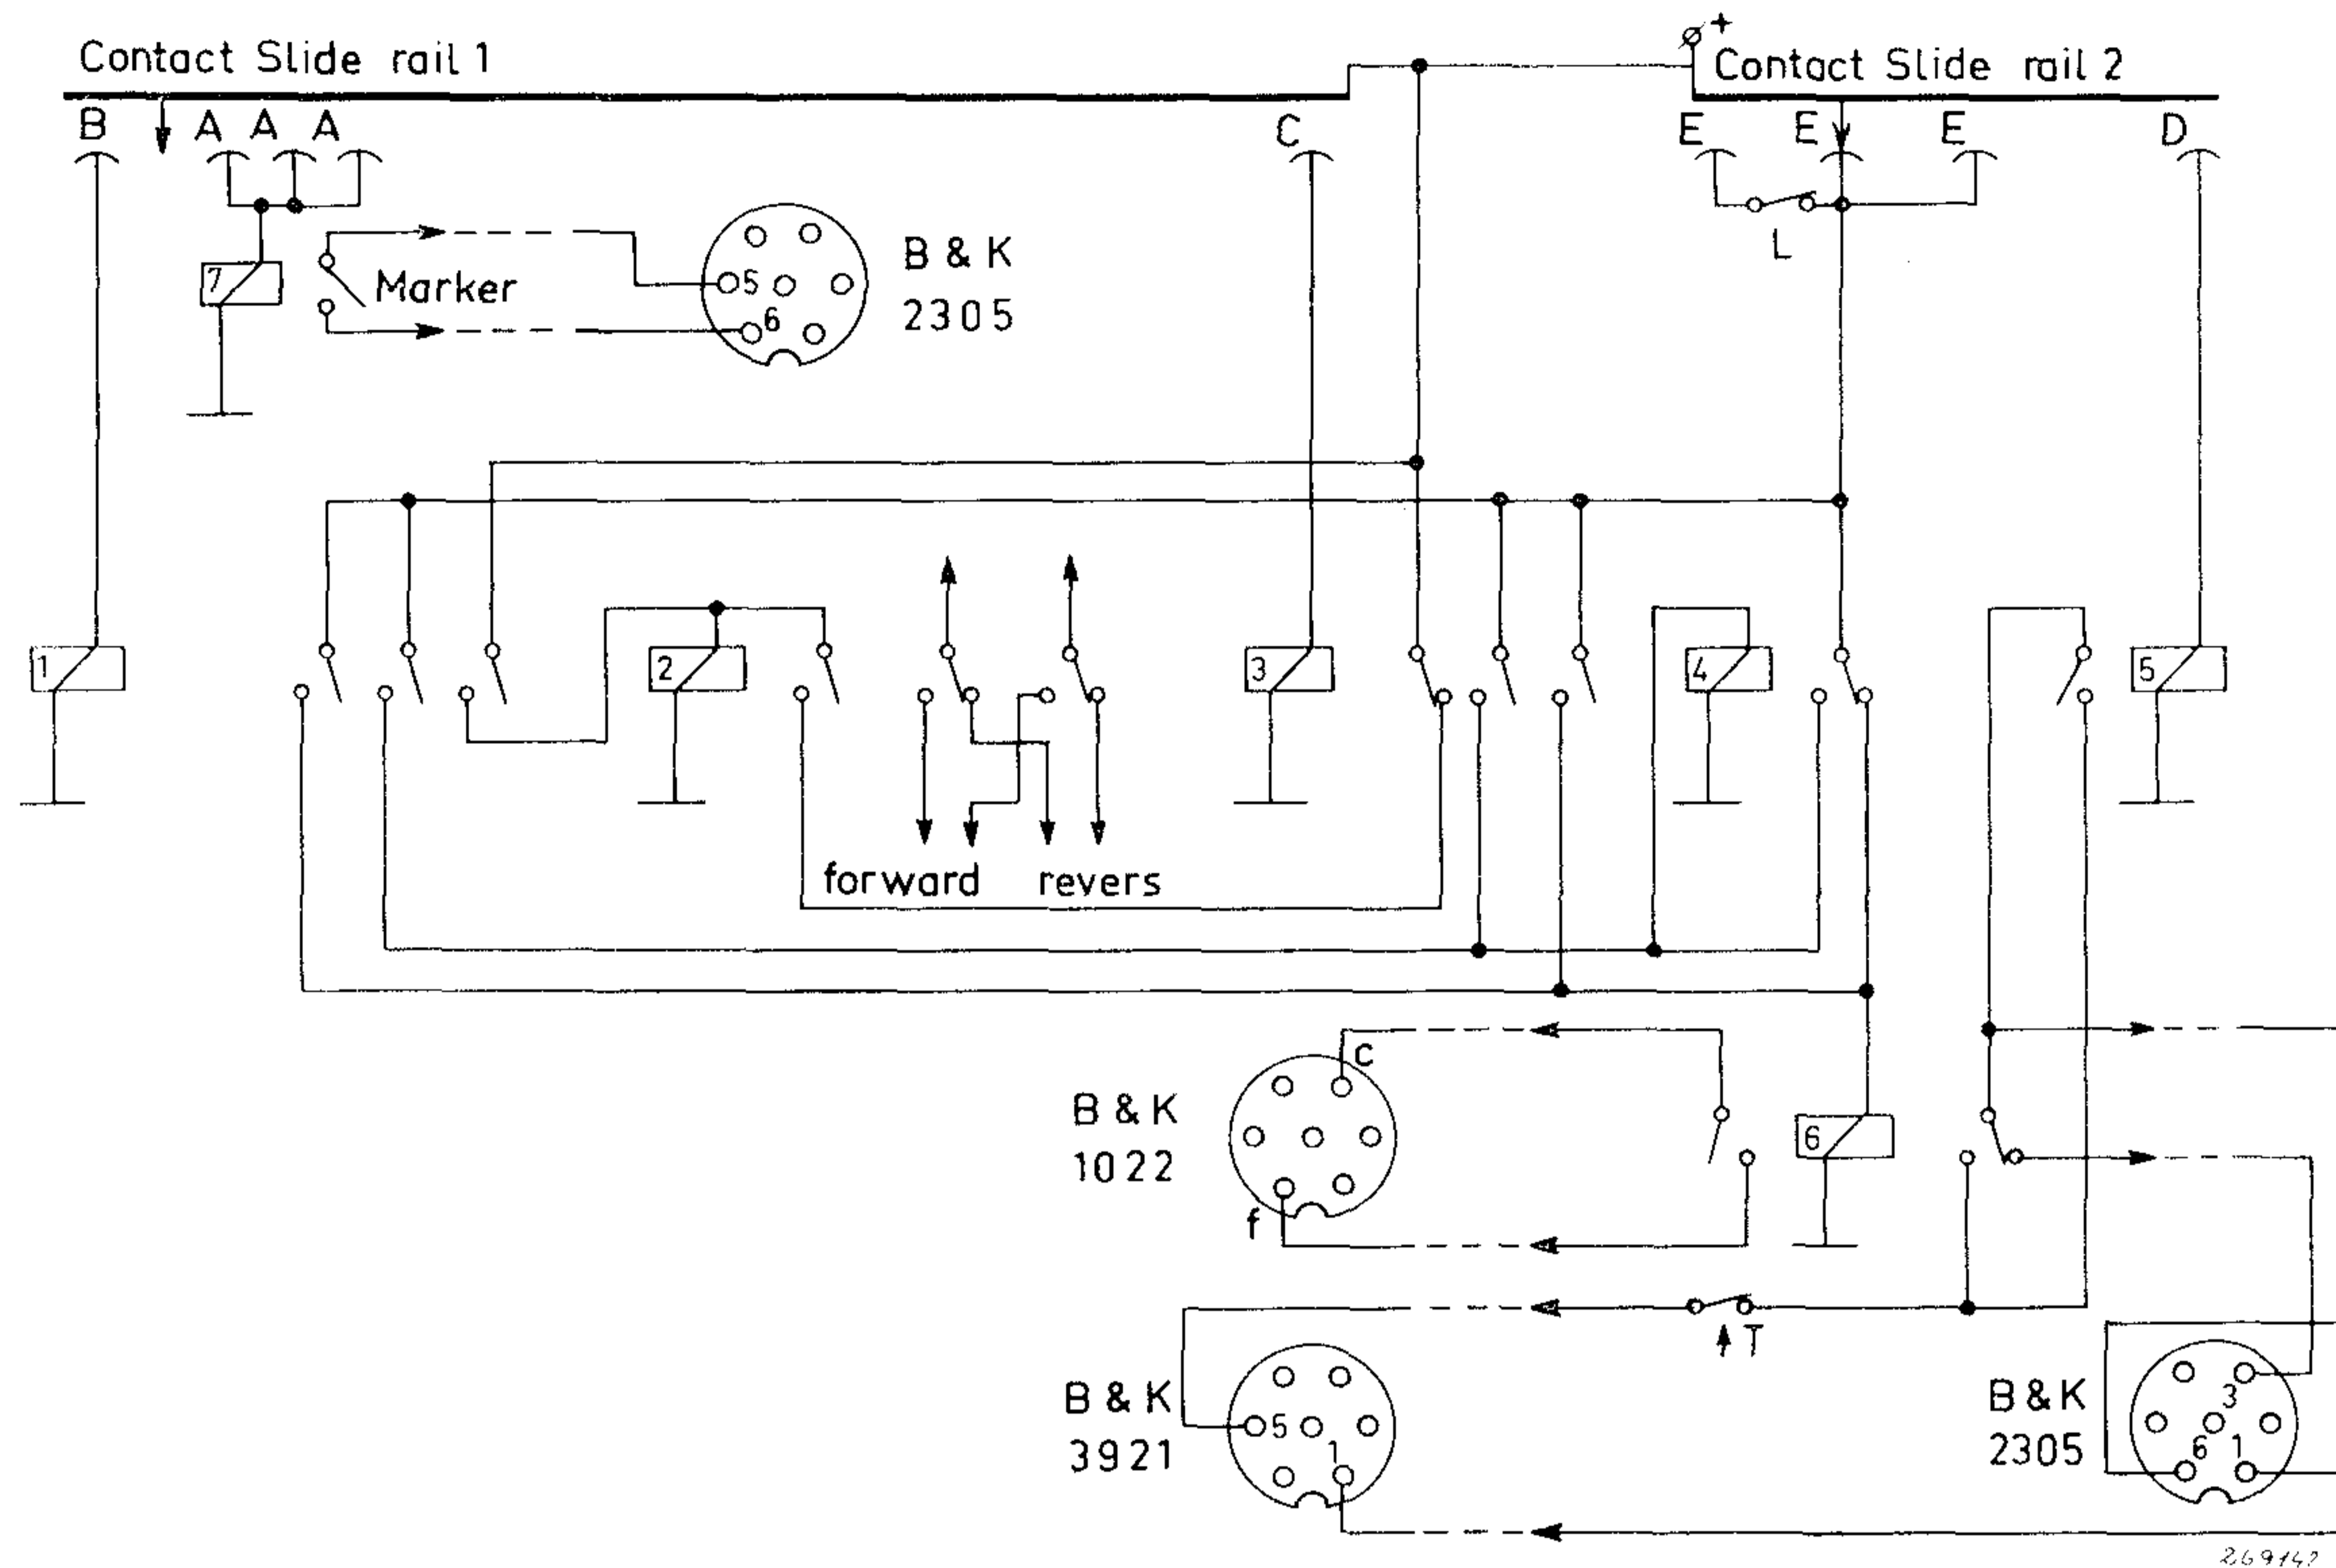 +
Contact Slide rail 1
Contact Slide rail 2
B A A A C E E E D
L
7
Marker
5
6
B & K
2305
1
2
3
4
5
forward revers
c
B & K
1022
f
6
T
B & K
3921
5
1
B & K
2305
3
6 1
269142